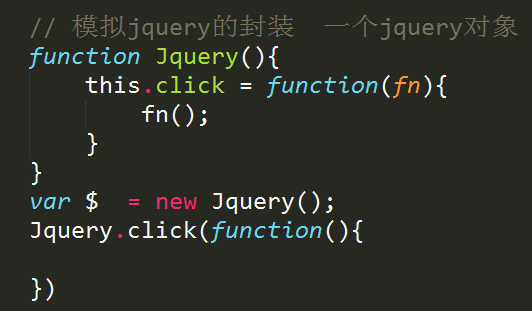 // 模拟jquery的封装  一个jquery对象
function Jquery(){
    this.click = function(fn){
        fn();
    }
}
var $  = new Jquery();
Jquery.click(function(){

})